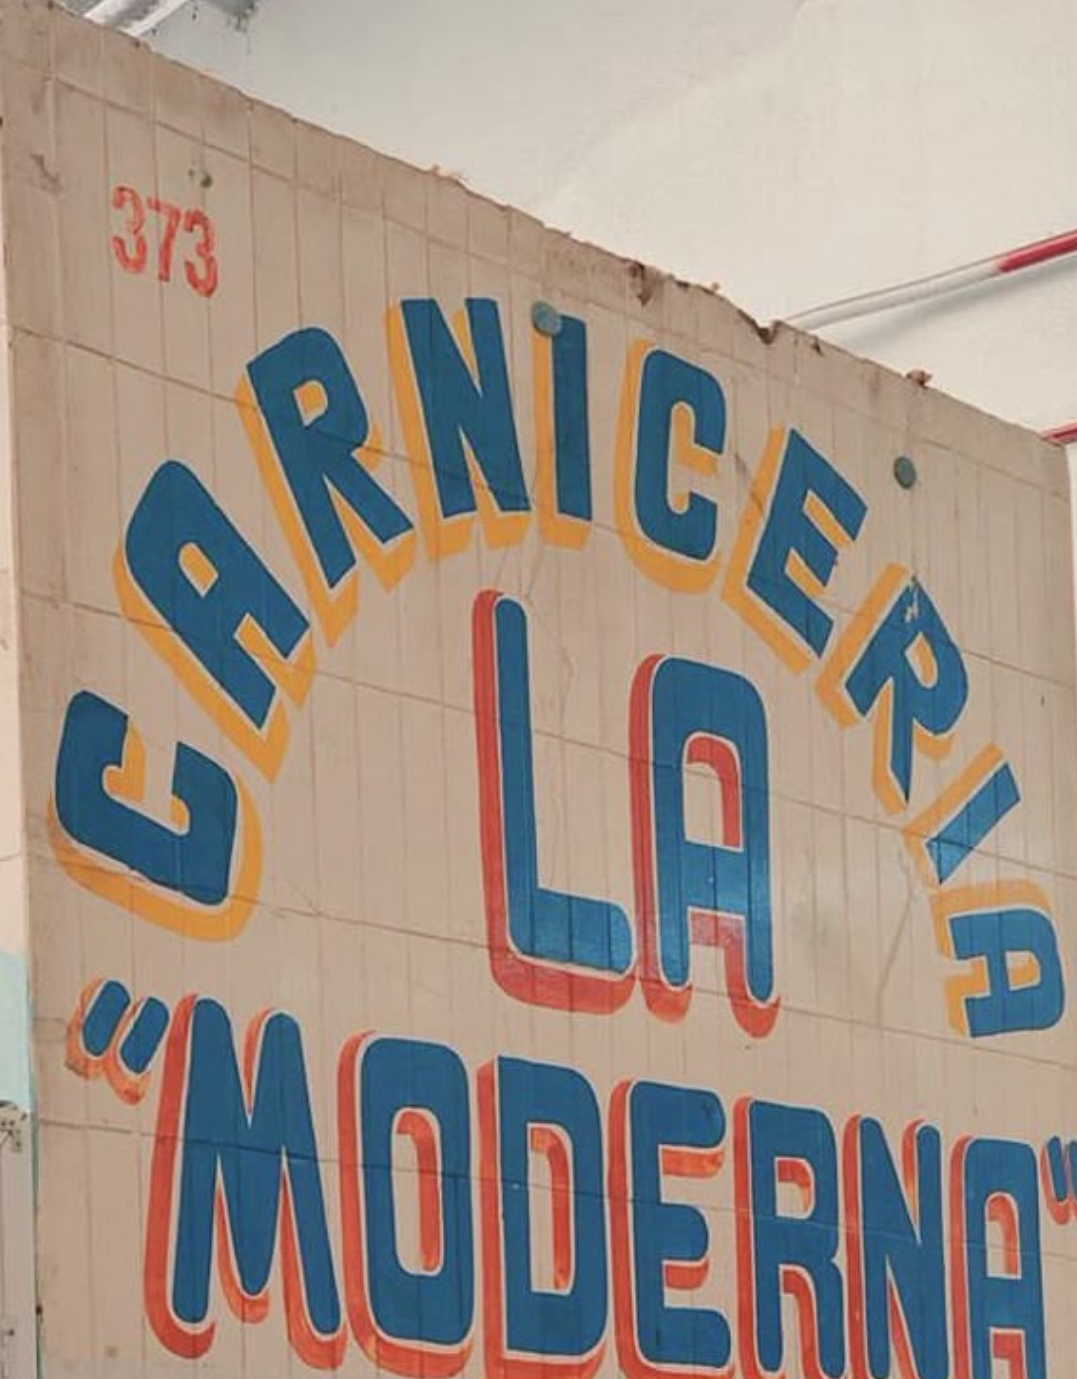 373
CARNICERIA
LA
"MODERNA"